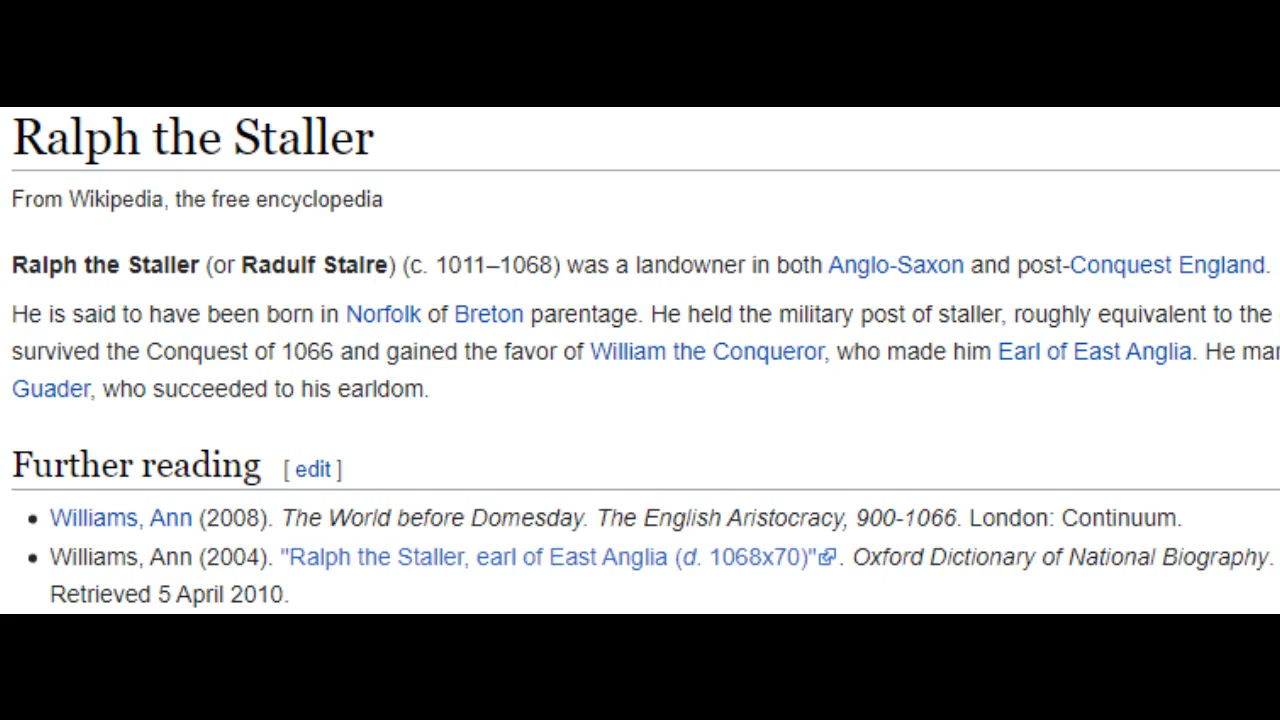 Ralph the Staller
From Wikipedia, the free encyclopedia
Ralph the Staller (or Radulf Stalre) (c. 1011–1068) was a landowner in both Anglo-Saxon and post-Conquest England.
He is said to have been born in Norfolk of Breton parentage. He held the military post of staller, roughly equivalent to the
survived the Conquest of 1066 and gained the favor of William the Conqueror, who made him Earl of East Anglia. He
Guader, who succeeded to his earldom.
Further reading [ edit ]
• Williams, Ann (2008). The World before Domesday. The English Aristocracy, 900-1066. London: Continuum.
• Williams, Ann (2004). "Ralph the Staller, earl of East Anglia (d. 1068x70)". Oxford Dictionary of National Biography.
Retrieved 5 April 2010.